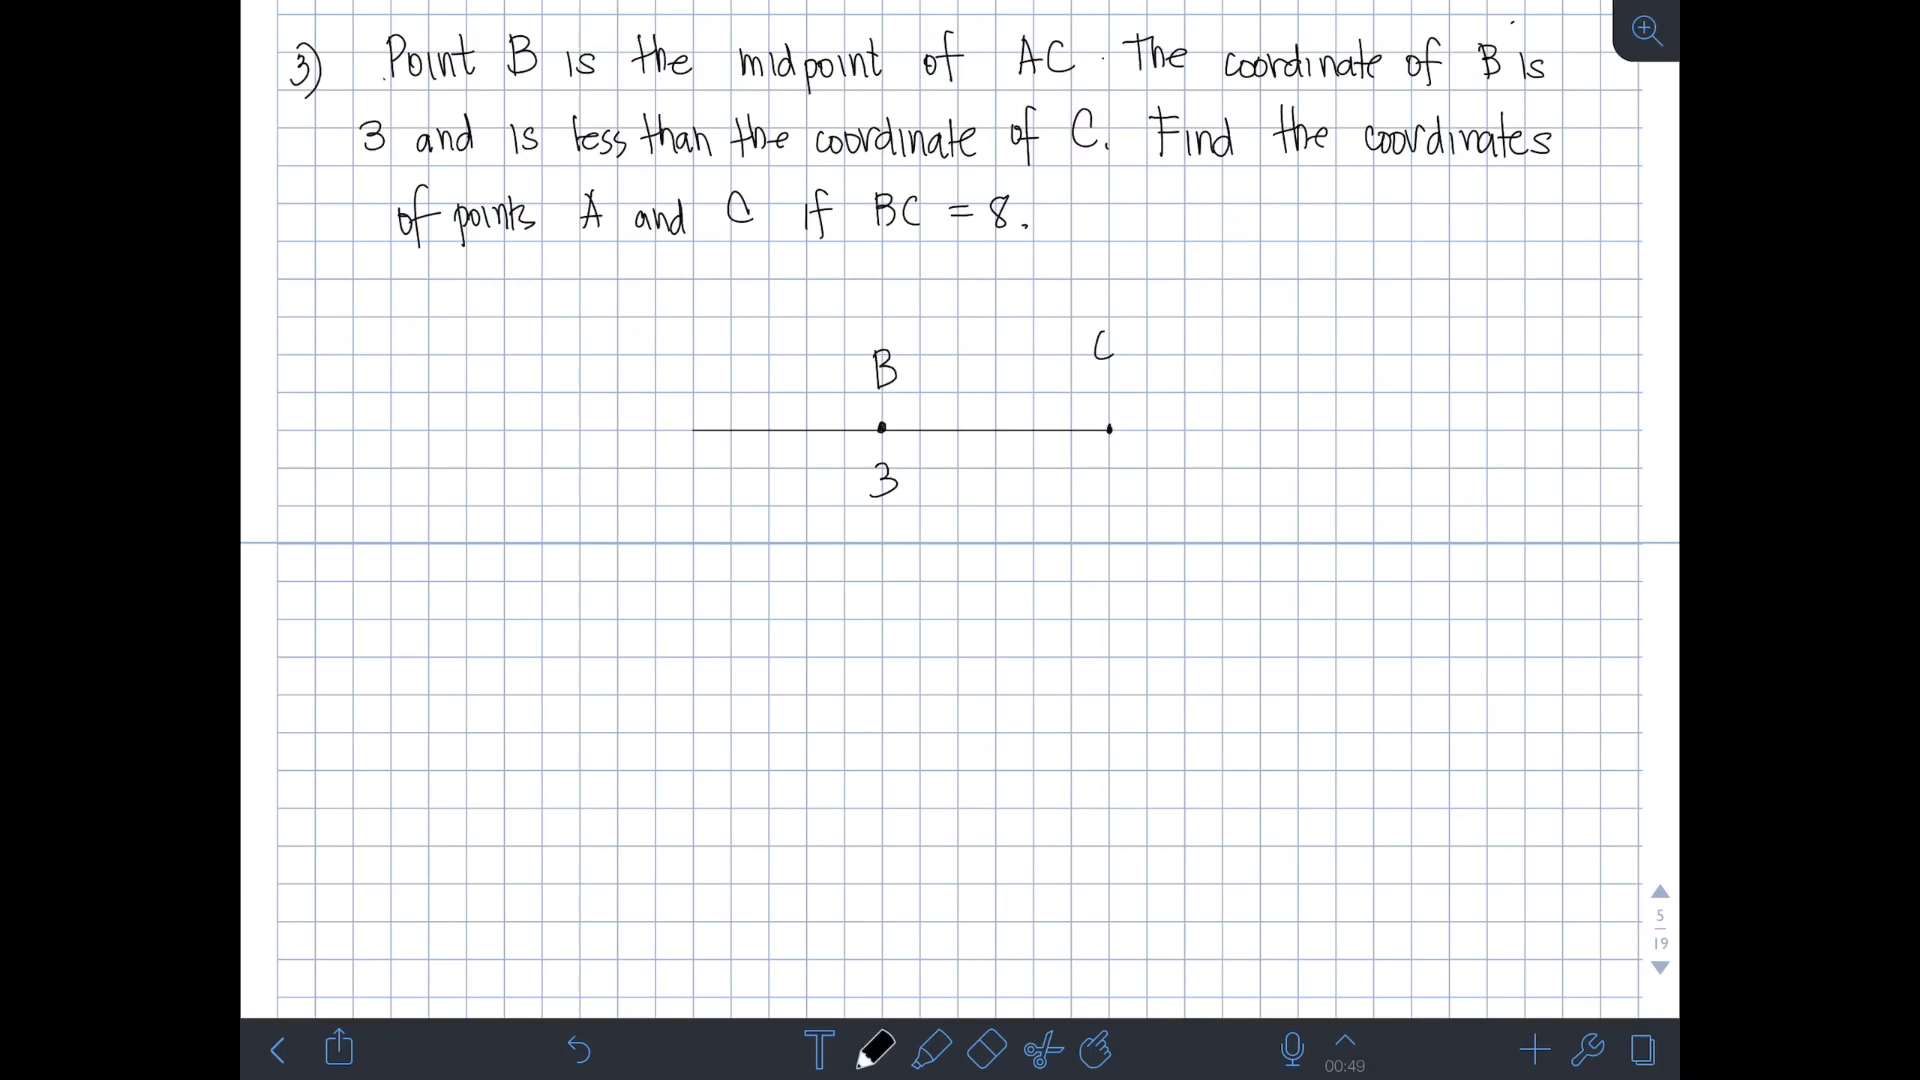 3) Point B is the midpoint of AC. The coordinate of B is
3 and is less than the coordinate of C. Find the coordinates
of points A and C if BC = 8.
B C
3
5
19
T
00:49